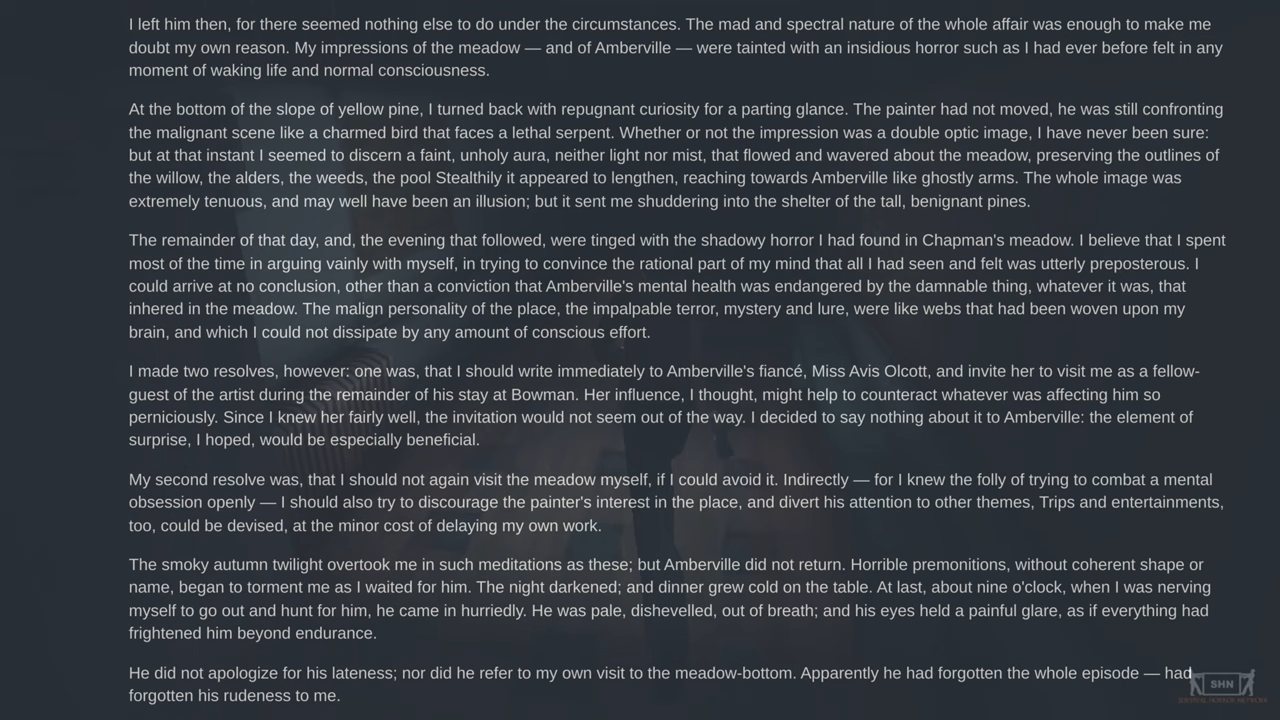 I left him then, for there seemed nothing else to do under the circumstances. The mad and spectral nature of the whole affair was enough to make me
doubt my own reason. My impressions of the meadow — and of Amberville — were tainted with an insidious horror such as I had ever before felt in any
moment of waking life and normal consciousness.
At the bottom of the slope of yellow pine, I turned back with repugnant curiosity for a parting glance. The painter had not moved, he was still confronting
the malignant scene like a charmed bird that faces a lethal serpent. Whether or not the impression was a double optic image, I have never been sure:
but at that instant I seemed to discern a faint, unholy aura, neither light nor mist, that flowed and wavered about the meadow, preserving the outlines of
the willow, the alders, the weeds, the pool Stealthily it appeared to lengthen, reaching towards Amberville like ghostly arms. The whole image was
extremely tenuous, and may well have been an illusion; but it sent me shuddering into the shelter of the tall, benignant pines.
The remainder of that day, and, the evening that followed, were tinged with the shadowy horror I had found in Chapman's meadow. I believe that I spent
most of the time in arguing vainly with myself, in trying to convince the rational part of my mind that all I had seen and felt was utterly preposterous. I
could arrive at no conclusion, other than a conviction that Amberville's mental health was endangered by the damnable thing, whatever it was, that
inhered in the meadow. The malign personality of the place, the impalpable terror, mystery and lure, were like webs that had been woven upon my
brain, and which I could not dissipate by any amount of conscious effort.
I made two resolves, however: one was, that I should write immediately to Amberville's fiancé, Miss Avis Olcott, and invite her to visit me as a fellow-
guest of the artist during the remainder of his stay at Bowman. Her influence, I thought, might help to counteract whatever was affecting him so
perniciously. Since I knew her fairly well, the invitation would not seem out of the way. I decided to say nothing about it to Amberville: the element of
surprise, I hoped, would be especially beneficial.
My second resolve was, that I should not again visit the meadow myself, if I could avoid it. Indirectly — for I knew the folly of trying to combat a mental
obsession openly — I should also try to discourage the painter's interest in the place, and divert his attention to other themes, Trips and entertainments,
too, could be devised, at the minor cost of delaying my own work.
The smoky autumn twilight overtook me in such meditations as these; but Amberville did not return. Horrible premonitions, without coherent shape or
name, began to torment me as I waited for him. The night darkened; and dinner grew cold on the table. At last, about nine o'clock, when I was nerving
myself to go out and hunt for him, he came in hurriedly. He was pale, dishevelled, out of breath; and his eyes held a painful glare, as if everything had
frightened him beyond endurance.
He did not apologize for his lateness; nor did he refer to my own visit to the meadow-bottom. Apparently he had forgotten the whole episode — had
forgotten his rudeness to me.
SHN